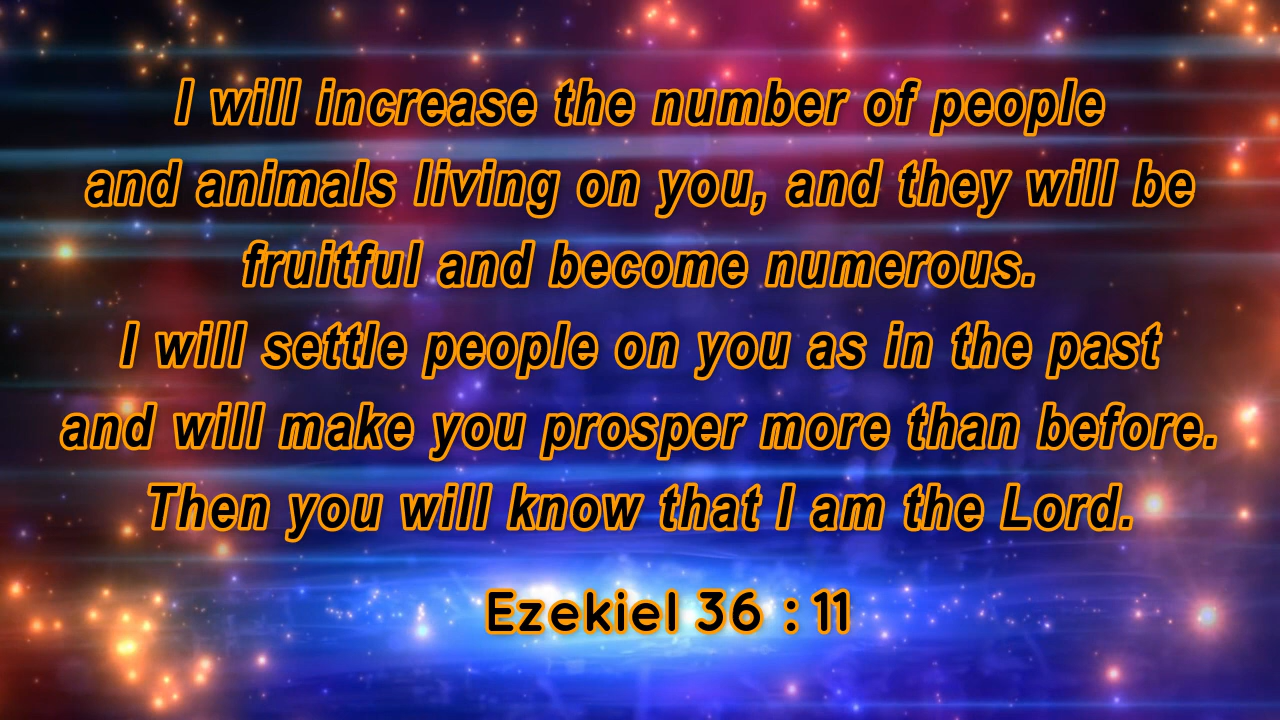 I will increase the number of people
and animals living on you, and they will be
fruitful and become numerous.
I will settle people on you as in the past
and will make you prosper more than before.
Then you will know that I am the Lord.
Ezekiel 36 : 11